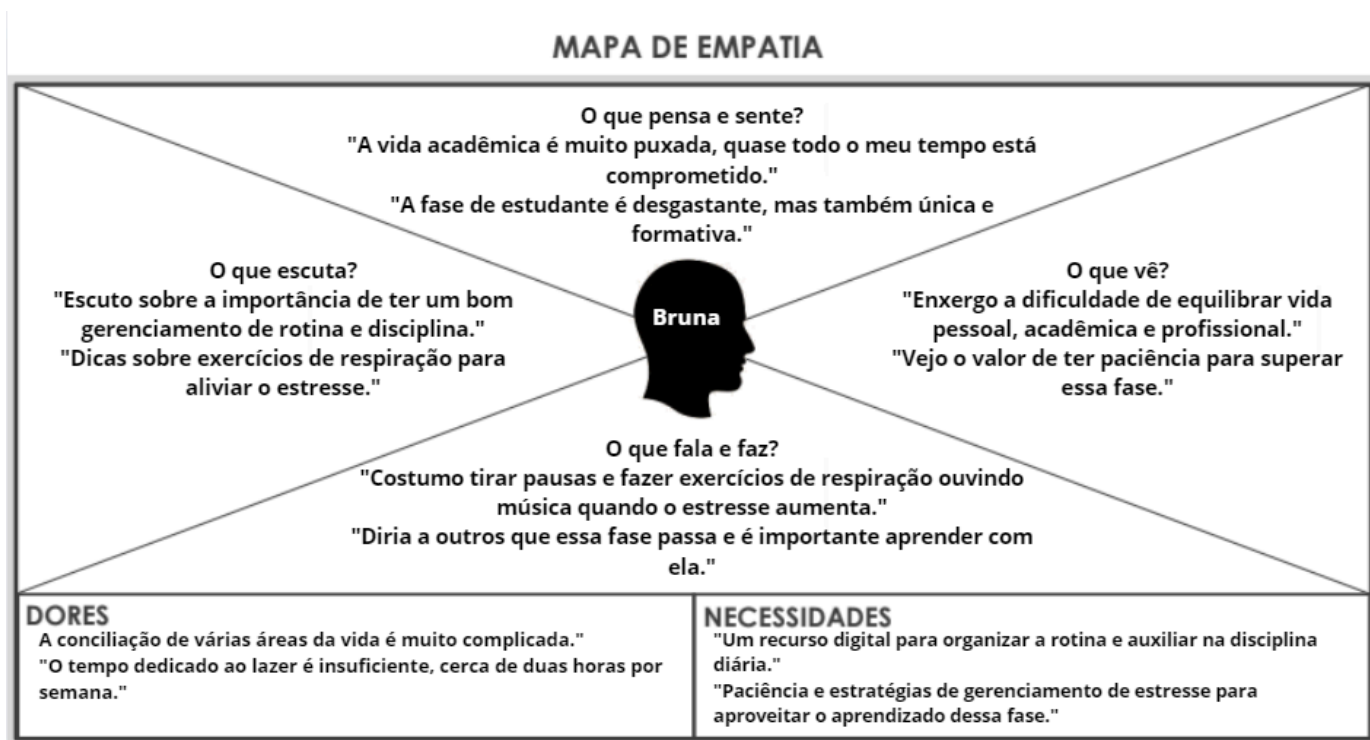 MAPA DE EMPATIA
O que pensa e sente?
"A vida acadêmica é muito puxada, quase todo o meu tempo está
comprometido."
"A fase de estudante é desgastante, mas também única e
formativa."
O que escuta?
"Escuto sobre a importância de ter um bom
gerenciamento de rotina e disciplina."
"Dicas sobre exercícios de respiração para
aliviar o estresse."
Bruna
O que vê?
"Enxergo a dificuldade de equilibrar vida
pessoal, acadêmica e profissional."
"Vejo o valor de ter paciência para superar
essa fase."
O que fala e faz?
"Costumo tirar pausas e fazer exercícios de respiração ouvindo
música quando o estresse aumenta."
"Diria a outros que essa fase passa e é importante aprender com
ela."
DORES
A conciliação de várias áreas da vida é muito complicada."
"O tempo dedicado ao lazer é insuficiente, cerca de duas horas por
semana."
NECESSIDADES
"Um recurso digital para organizar a rotina e auxiliar na disciplina
diária."
"Paciência e estratégias de gerenciamento de estresse para
aproveitar o aprendizado dessa fase."